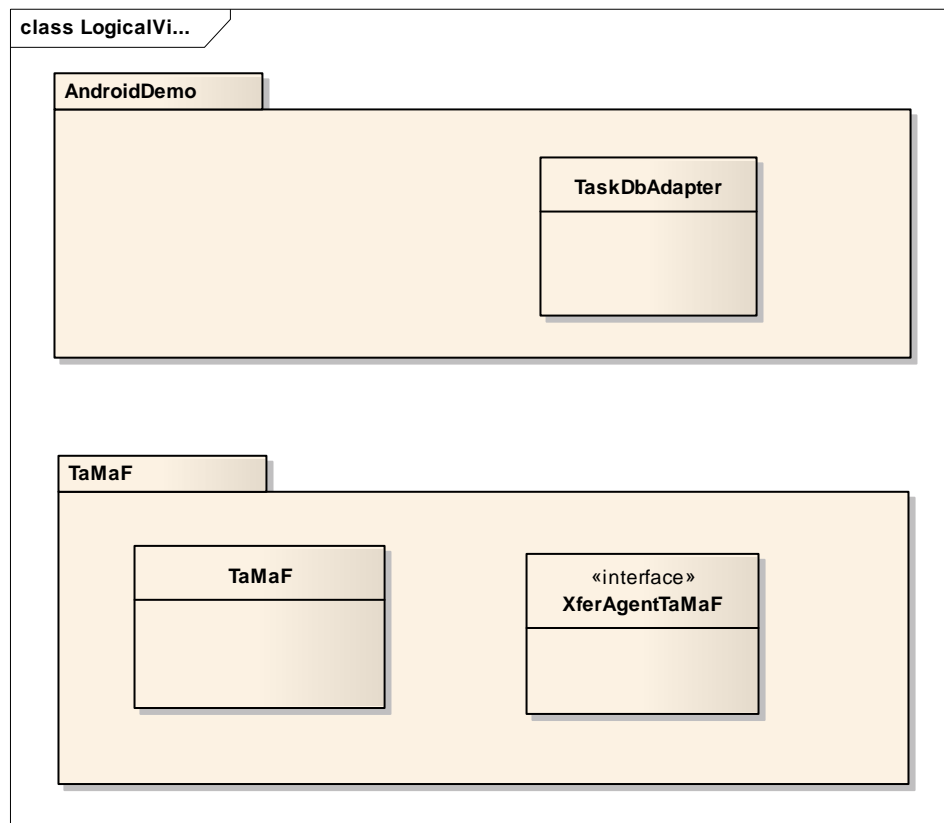 class LogicalVi...
AndroidDemo
TaskDbAdapter
TaMaF
TaMaF
«interface»
XferAgentTaMaF